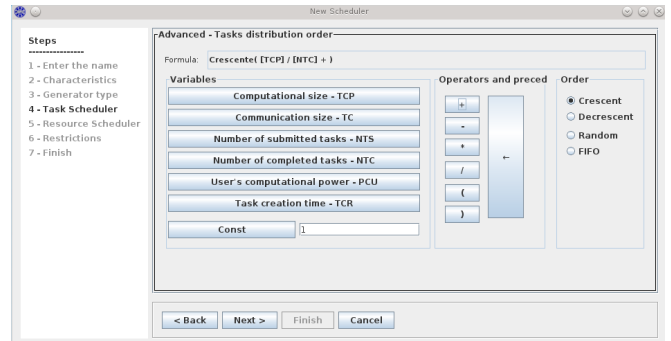 New Scheduler
Steps
----------------
1 - Enter the name
2 - Characteristics
3 - Generator type
4 - Task Scheduler
5 - Resource Scheduler
6 - Restrictions
7 - Finish
Advanced - Tasks distribution order
Formula: Crescente( [TCP] / [NTC] + )
Variables
Computational size - TCP
Communication size - TC
Number of submitted tasks - NTS
Number of completed tasks - NTC
User's computational power - PCU
Task creation time - TCR
Const 1
Operators and preced
+
-
*
/
(
)
←
Order
Crescent
Decrescent
Random
FIFO
< Back Next > Finish Cancel